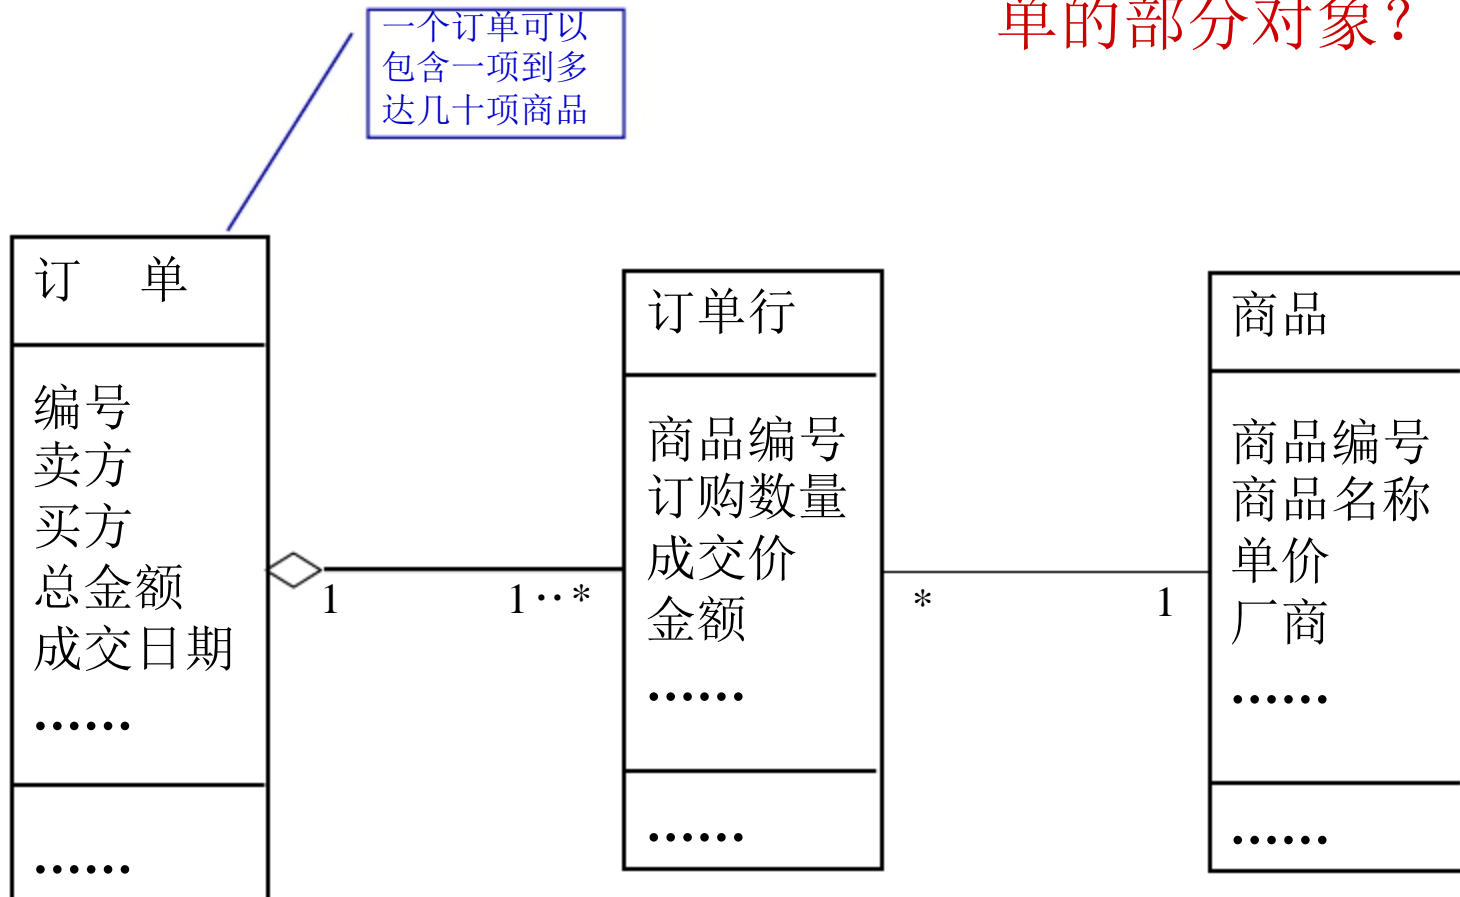 单的部分对象？
一个订单可以
包含一项到多
达几十项商品
订 单
编号
卖方
买方
总金额
成交日期
......
......
1
1..*
订单行
商品编号
订购数量
成交价
金额
......
......
*
1
商品
商品编号
商品名称
单价
厂商
......
......